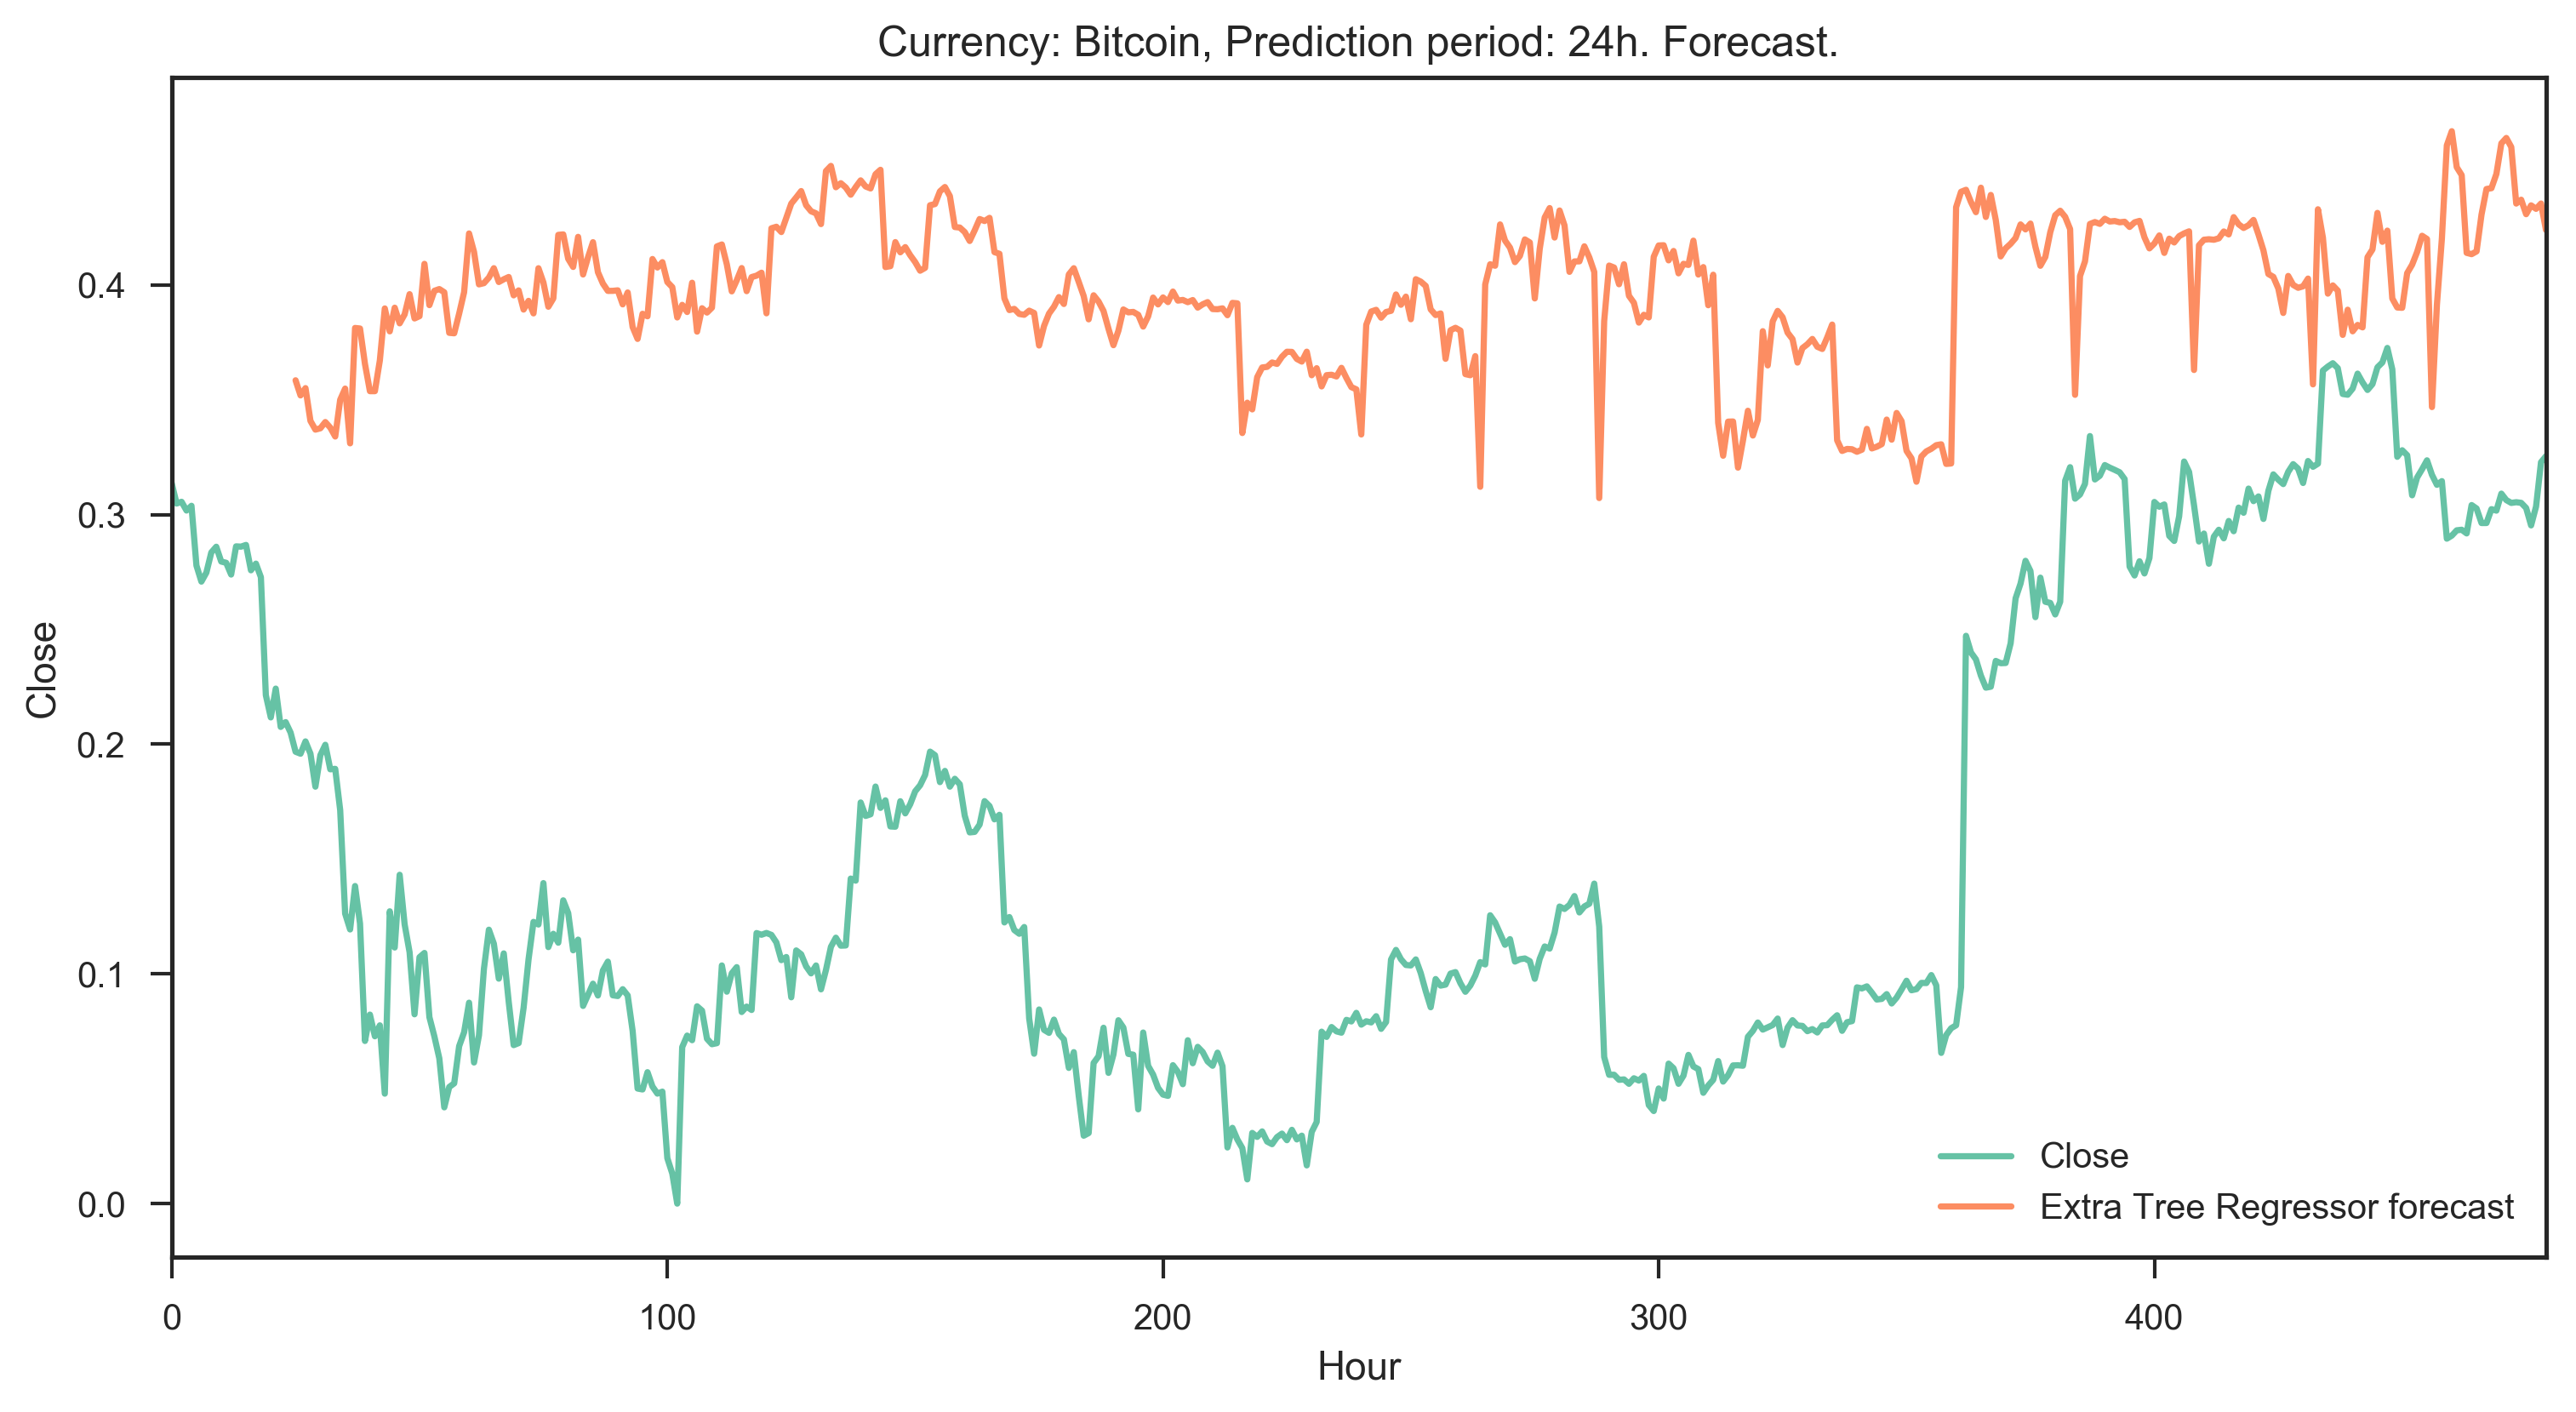 Currency: Bitcoin, Prediction period: 24h. Forecast.
Close
0.4
0.3
0.2
0.1
0.0
0
100
200
300
400
Hour
Close
Extra Tree Regressor forecast